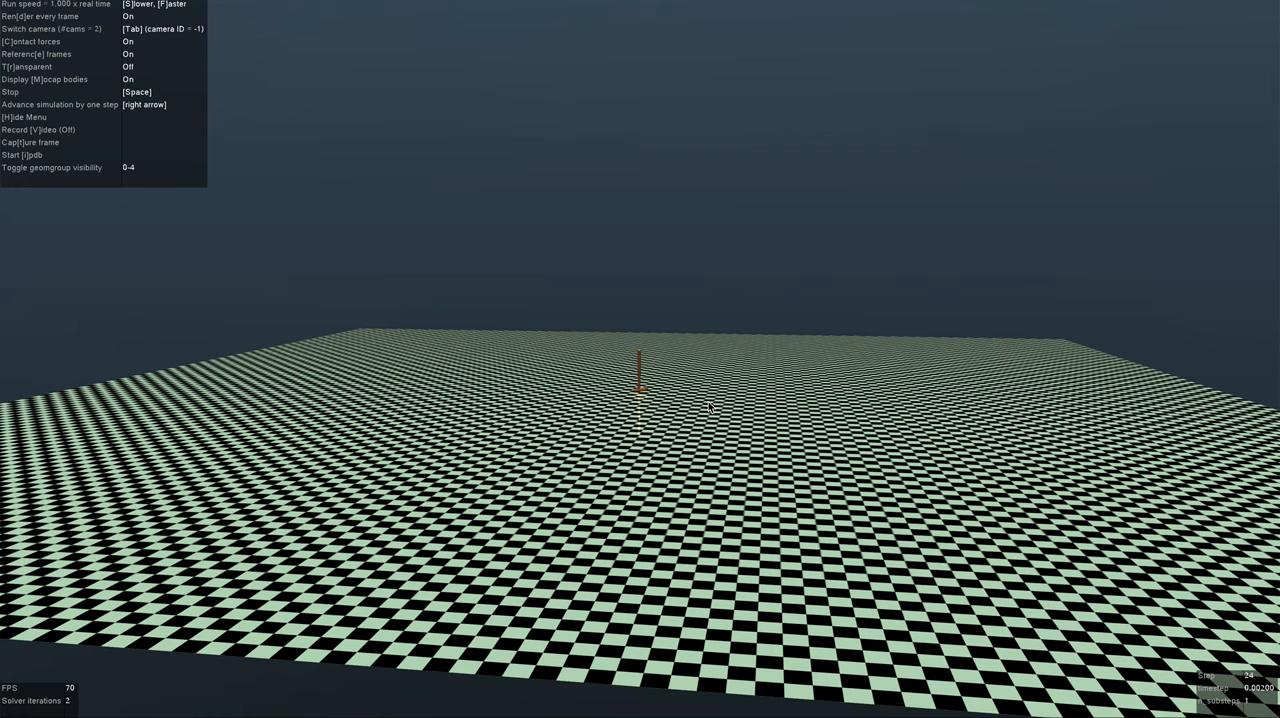 Run speed = 1.000 x real time [S]lower, [F]aster
Ren[d]er every frame On
Switch camera (#cams = 2) [Tab] (camera ID = -1)
[C]ontact forces On
Referenc[e] frames On
T[r]ansparent Off
Display [M]ocap bodies On
Stop [Space]
Advance simulation by one step [right arrow]
[H]ide Menu
Record [V]ideo (Off)
Cap[t]ure frame
Start [i]pdb
Toggle geomgroup visibility 0-4
FPS 70
Solver iterations 2
Step 24
timestep 0.00200
n_substeps 1